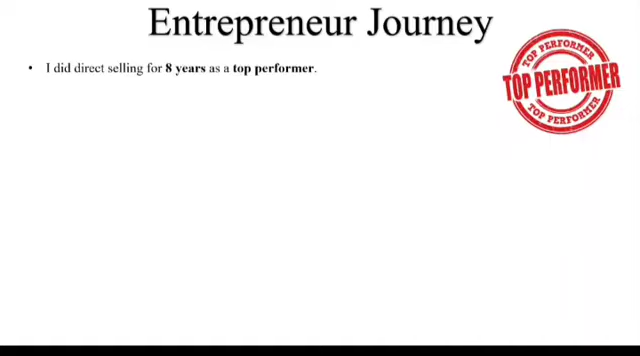 Entrepreneur Journey
• I did direct selling for 8 years as a top performer.
TOP PERFORMER
TOP PERFORMER
TOP PERFORMER